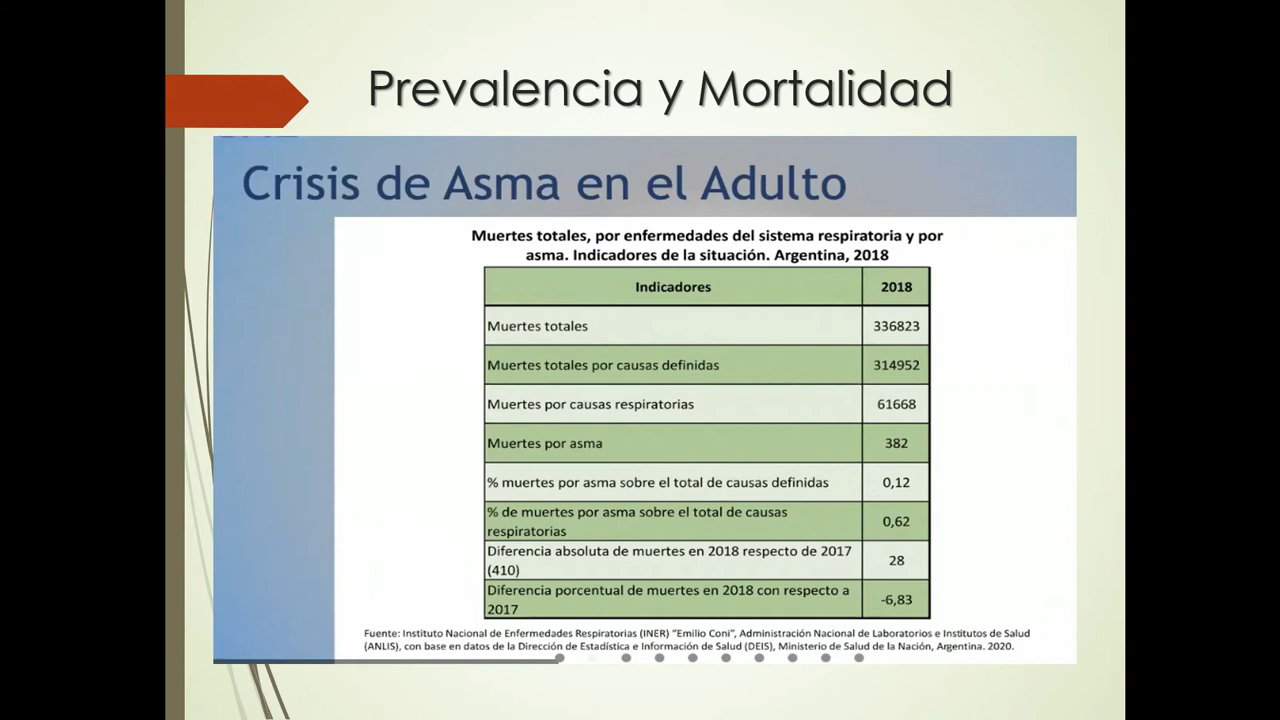 Prevalencia y Mortalidad
Crisis de Asma en el Adulto
Muertes totales, por enfermedades del sistema respiratoria y por
asma. Indicadores de la situación. Argentina, 2018
Indicadores 2018
Muertes totales 336823
Muertes totales por causas definidas 314952
Muertes por causas respiratorias 61668
Muertes por asma 382
% muertes por asma sobre el total de causas definidas 0,12
% de muertes por asma sobre el total de causas
respiratorias 0,62
Diferencia absoluta de muertes en 2018 respecto de 2017
(410) 28
Diferencia porcentual de muertes en 2018 con respecto a
2017 -6,83
Fuente: Instituto Nacional de Enfermedades Respiratorias (INER) "Emilio Coni", Administración Nacional de Laboratorios e Institutos de Salud
(ANLIS), con base en datos de la Dirección de Estadística e Información de Salud (DEIS), Ministerio de Salud de la Nación, Argentina. 2020.